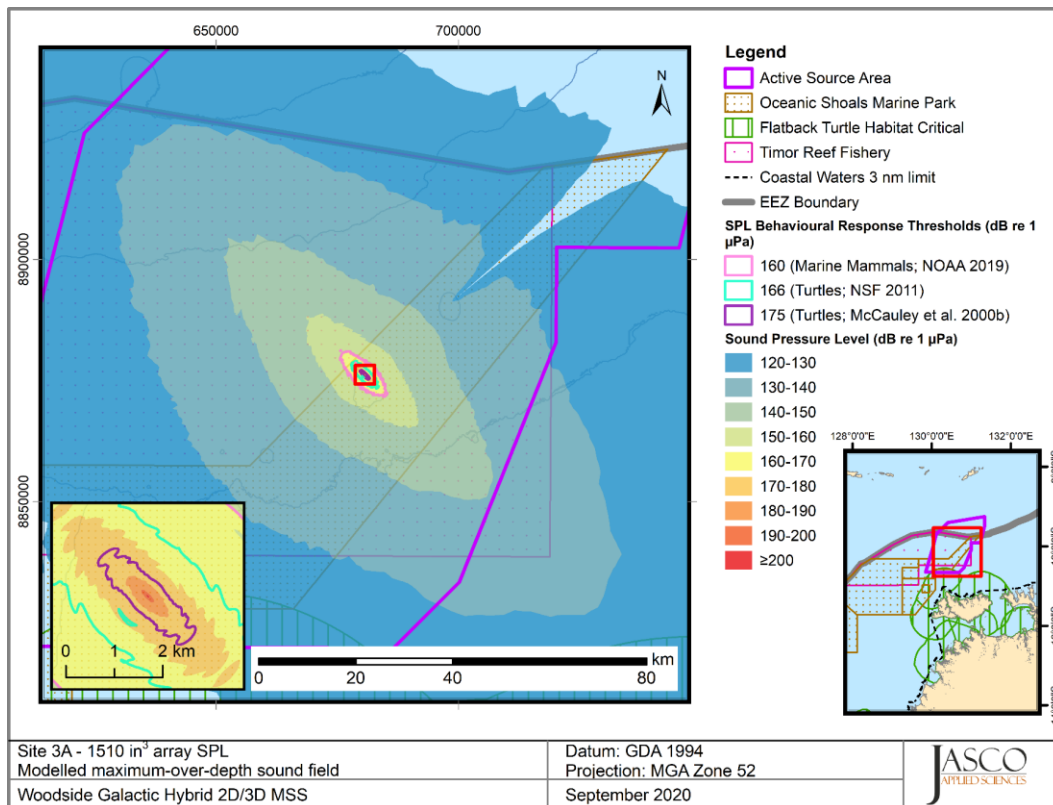 650000
700000
8900000
8850000
N
Legend
Active Source Area
Oceanic Shoals Marine Park
Flatback Turtle Habitat Critical
Timor Reef Fishery
Coastal Waters 3 nm limit
EEZ Boundary
SPL Behavioural Response Thresholds (dB re 1
µPa)
160 (Marine Mammals; NOAA 2019)
166 (Turtles; NSF 2011)
175 (Turtles; McCauley et al. 2000b)
Sound Pressure Level (dB re 1 µPa)
120-130
130-140
140-150
150-160
160-170
170-180
180-190
190-200
≥200
0 1 2 km
0 20 40 80
km
128°0'0"E 130°0'0"E 132°0'0"E
Site 3A - 1510 in³ array SPL
Modelled maximum-over-depth sound field
Woodside Galactic Hybrid 2D/3D MSS
Datum: GDA 1994
Projection: MGA Zone 52
September 2020
JASCO
APPLIED SCIENCES